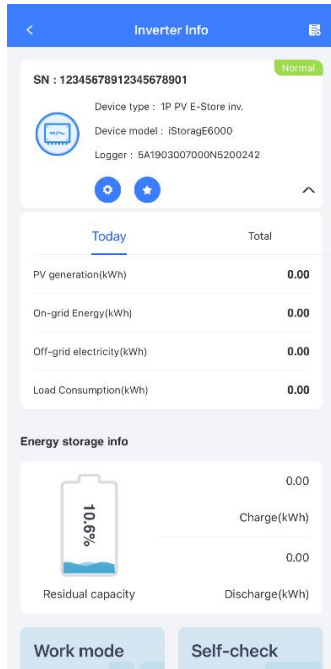 Inverter Info
Normal
SN : 12345678912345678901
Device type : 1P PV E-Store inv.
Device model : iStoragE6000
Logger : 5A1903007000N5200242
Today Total
PV generation(kWh) 0.00
On-grid Energy(kWh) 0.00
Off-grid electricity(kWh) 0.00
Load Consumption(kWh) 0.00
Energy storage info
10.6%
Residual capacity
0.00
Charge(kWh)
0.00
Discharge(kWh)
Work mode Self-check